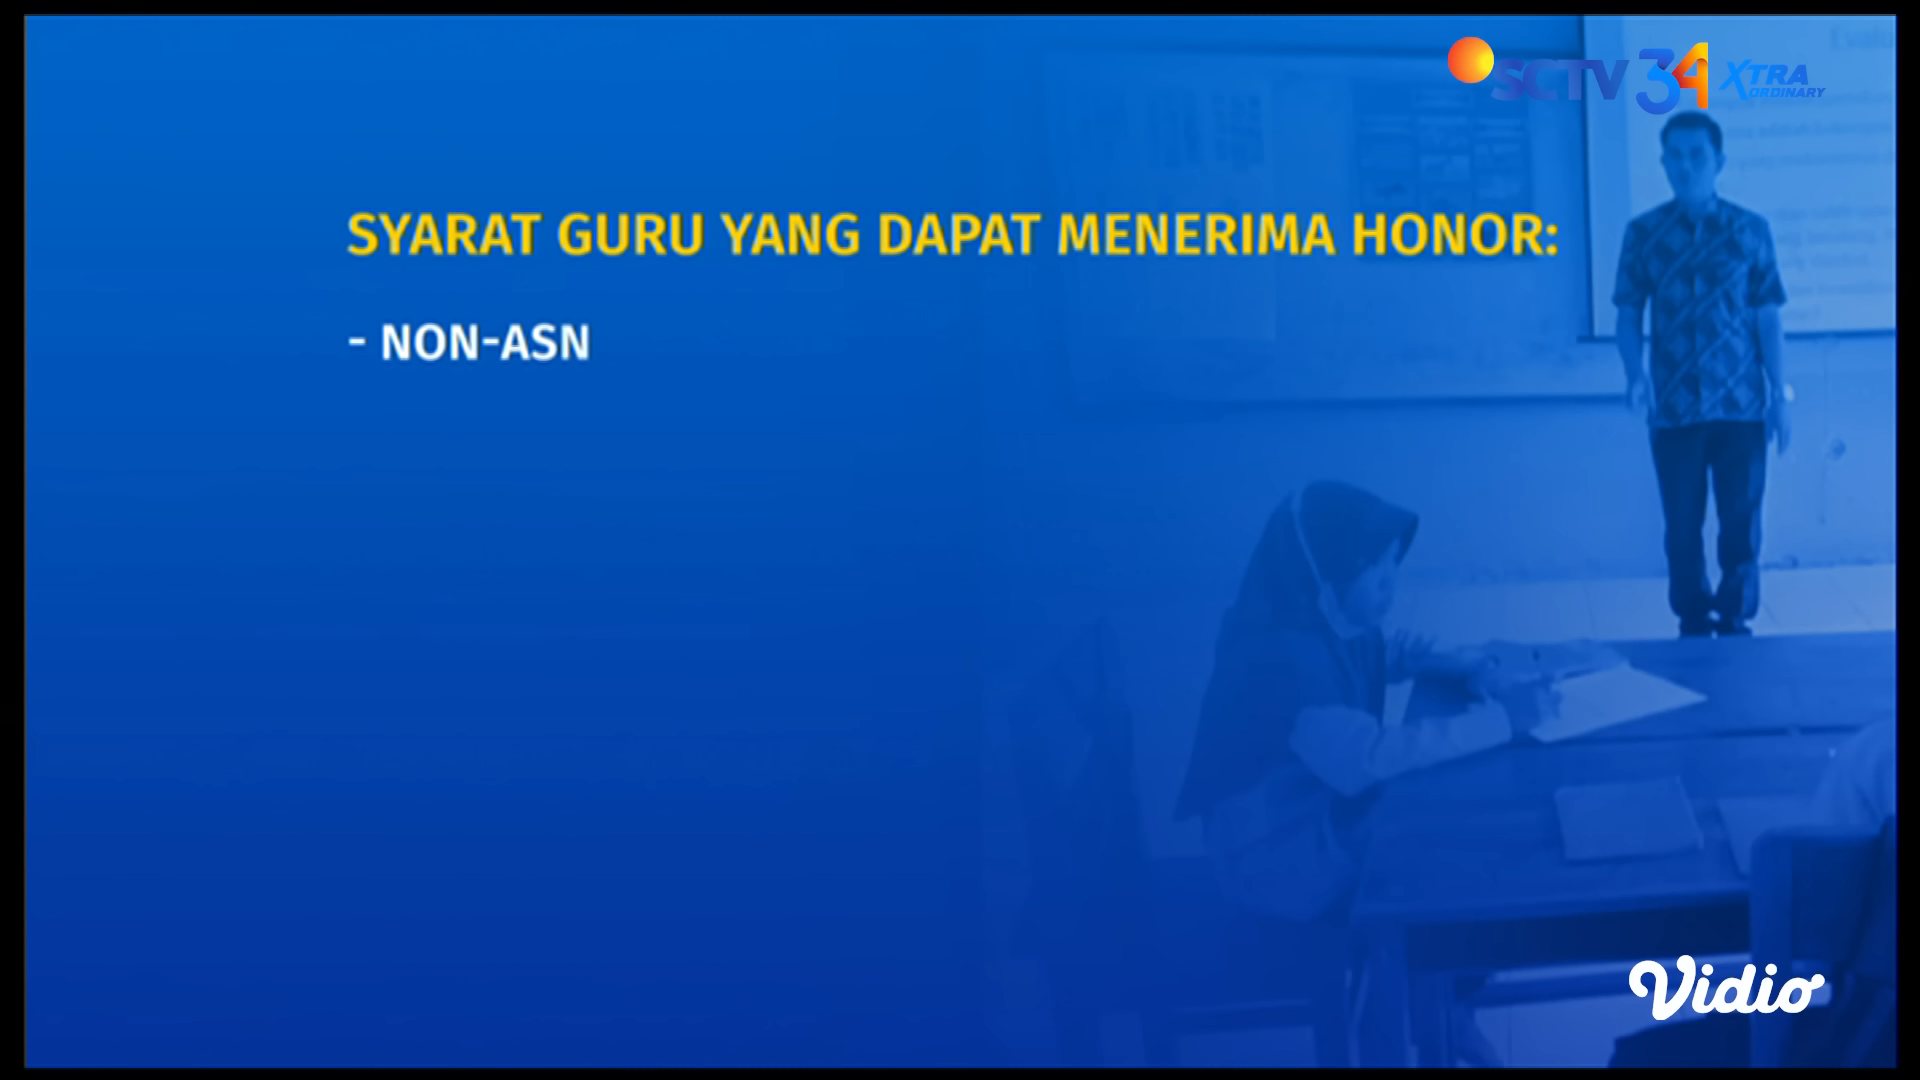 SCTV 34 XTRA
ORDINARY
SYARAT GURU YANG DAPAT MENERIMA HONOR:
- NON-ASN
Vidio